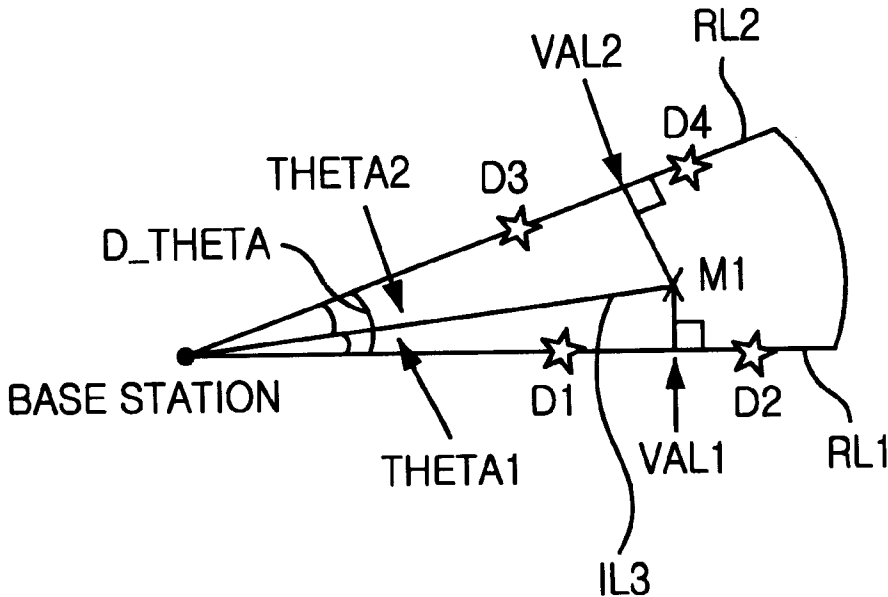 RL2
VAL2
D4
THETA2
D3
D_THETA
M1
BASE STATION
D1
D2
THETA1
VAL1
RL1
IL3